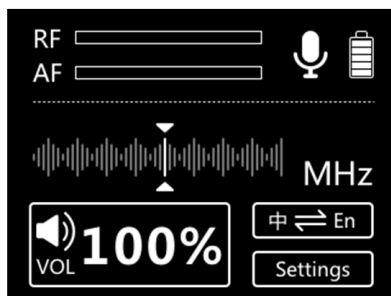 RF
AF
MHz
VOL 100%
中 En
Settings